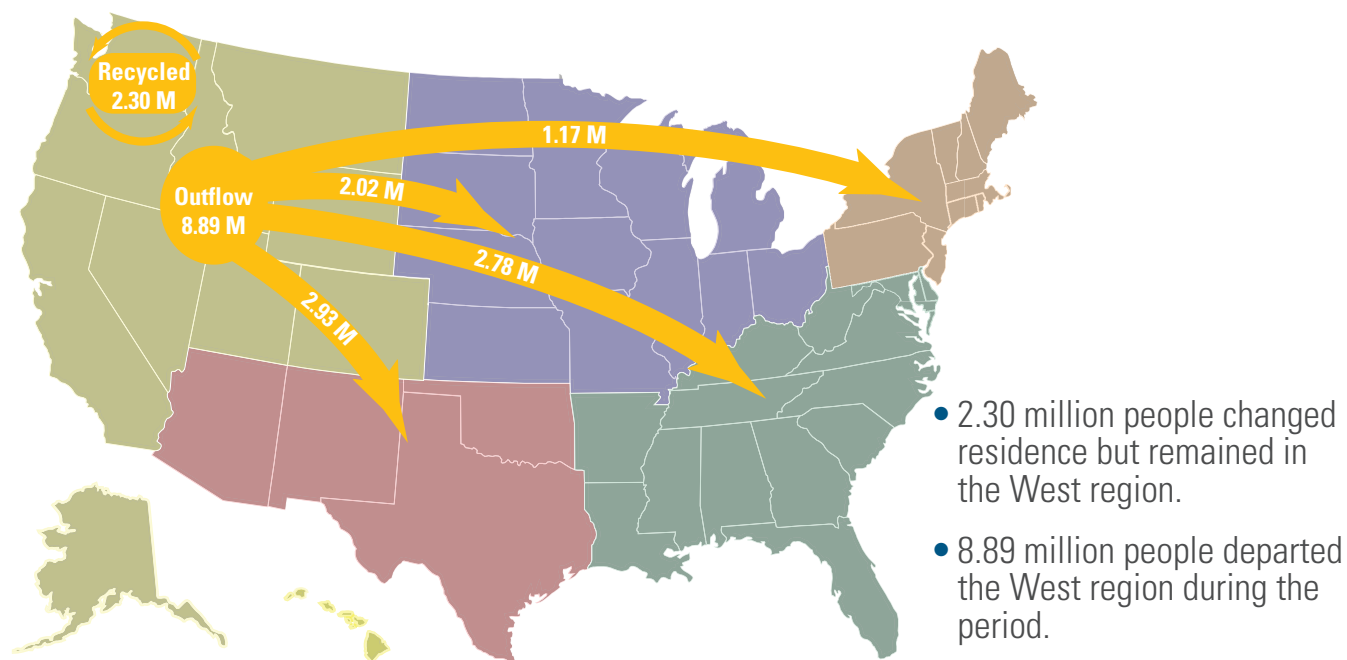 Recycled
2.30 M
1.17 M
Outflow
8.89 M
2.02 M
2.78 M
2.93 M
• 2.30 million people changed
residence but remained in
the West region.
• 8.89 million people departed
the West region during the
period.